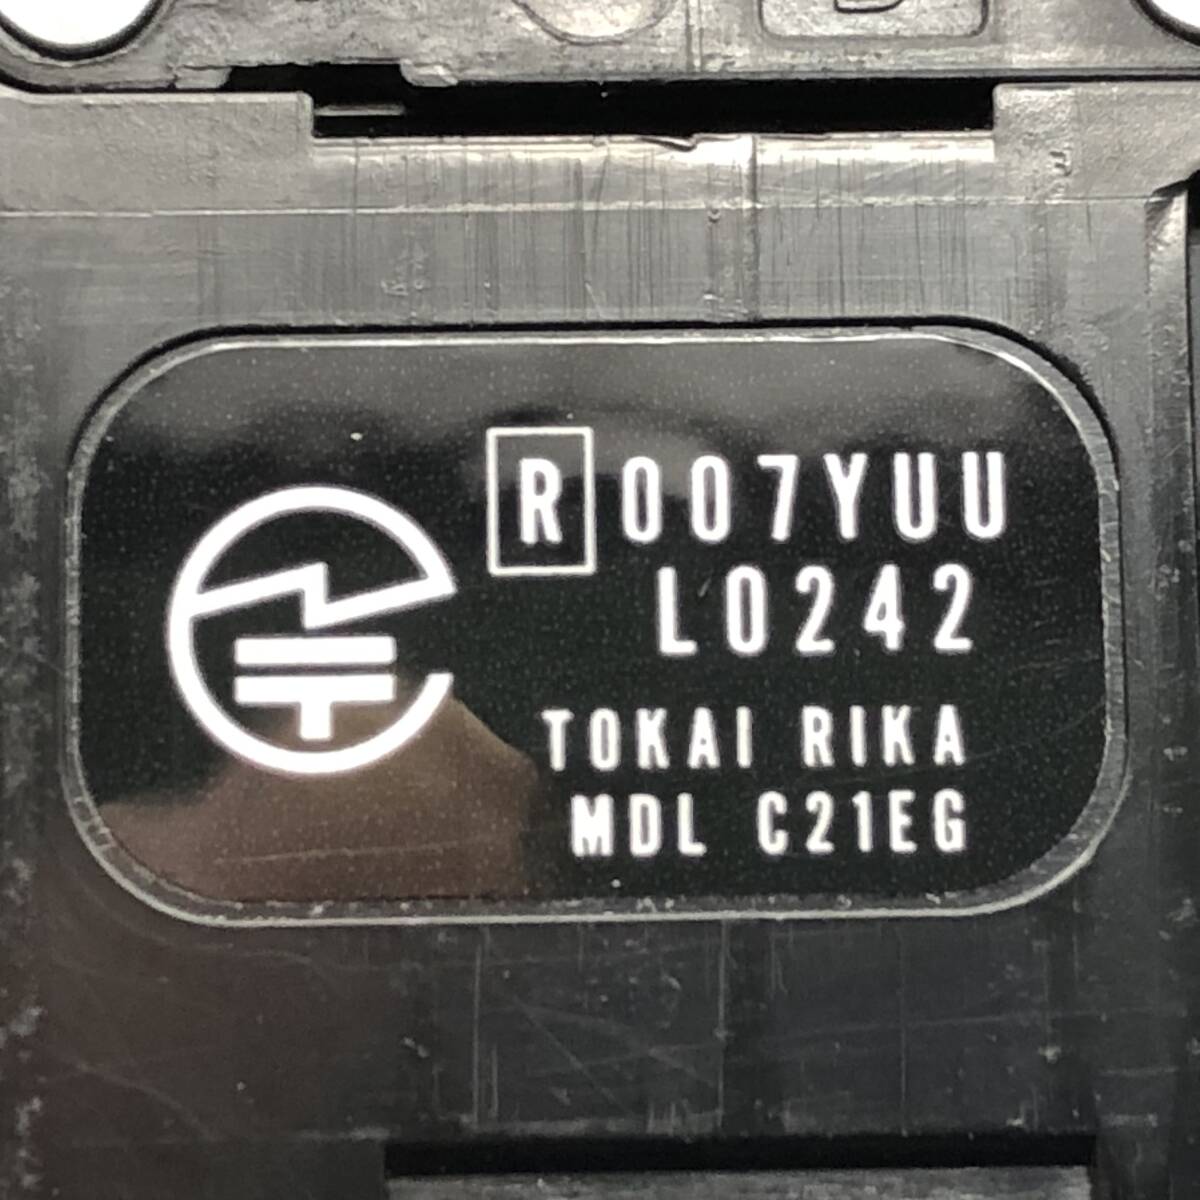 R 007YUU
L0242
TOKAI RIKA
MDL C21EG